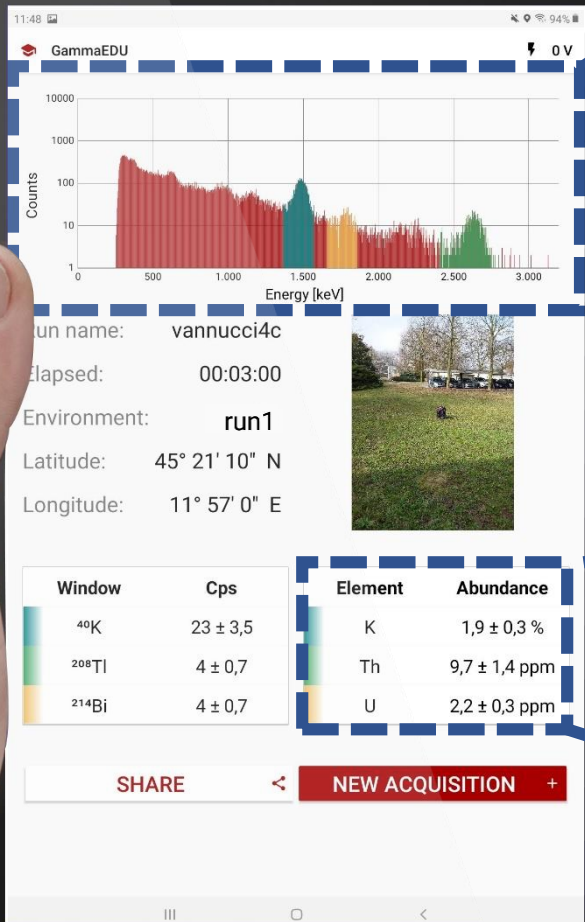 11:48 94%
GammaEDU 0 V
10000
1000
100
10
1
Counts
0 500 1.000 1.500 2.000 2.500 3.000
Energy [keV]
un name: vannucci4c
Elapsed: 00:03:00
Environment: run1
Latitude: 45° 21' 10" N
Longitude: 11° 57' 0" E
Window Cps
⁴⁰K 23 ± 3,5
²⁰⁸Tl 4 ± 0,7
²¹⁴Bi 4 ± 0,7
Element Abundance
K 1,9 ± 0,3 %
Th 9,7 ± 1,4 ppm
U 2,2 ± 0,3 ppm
SHARE
NEW ACQUISITION +